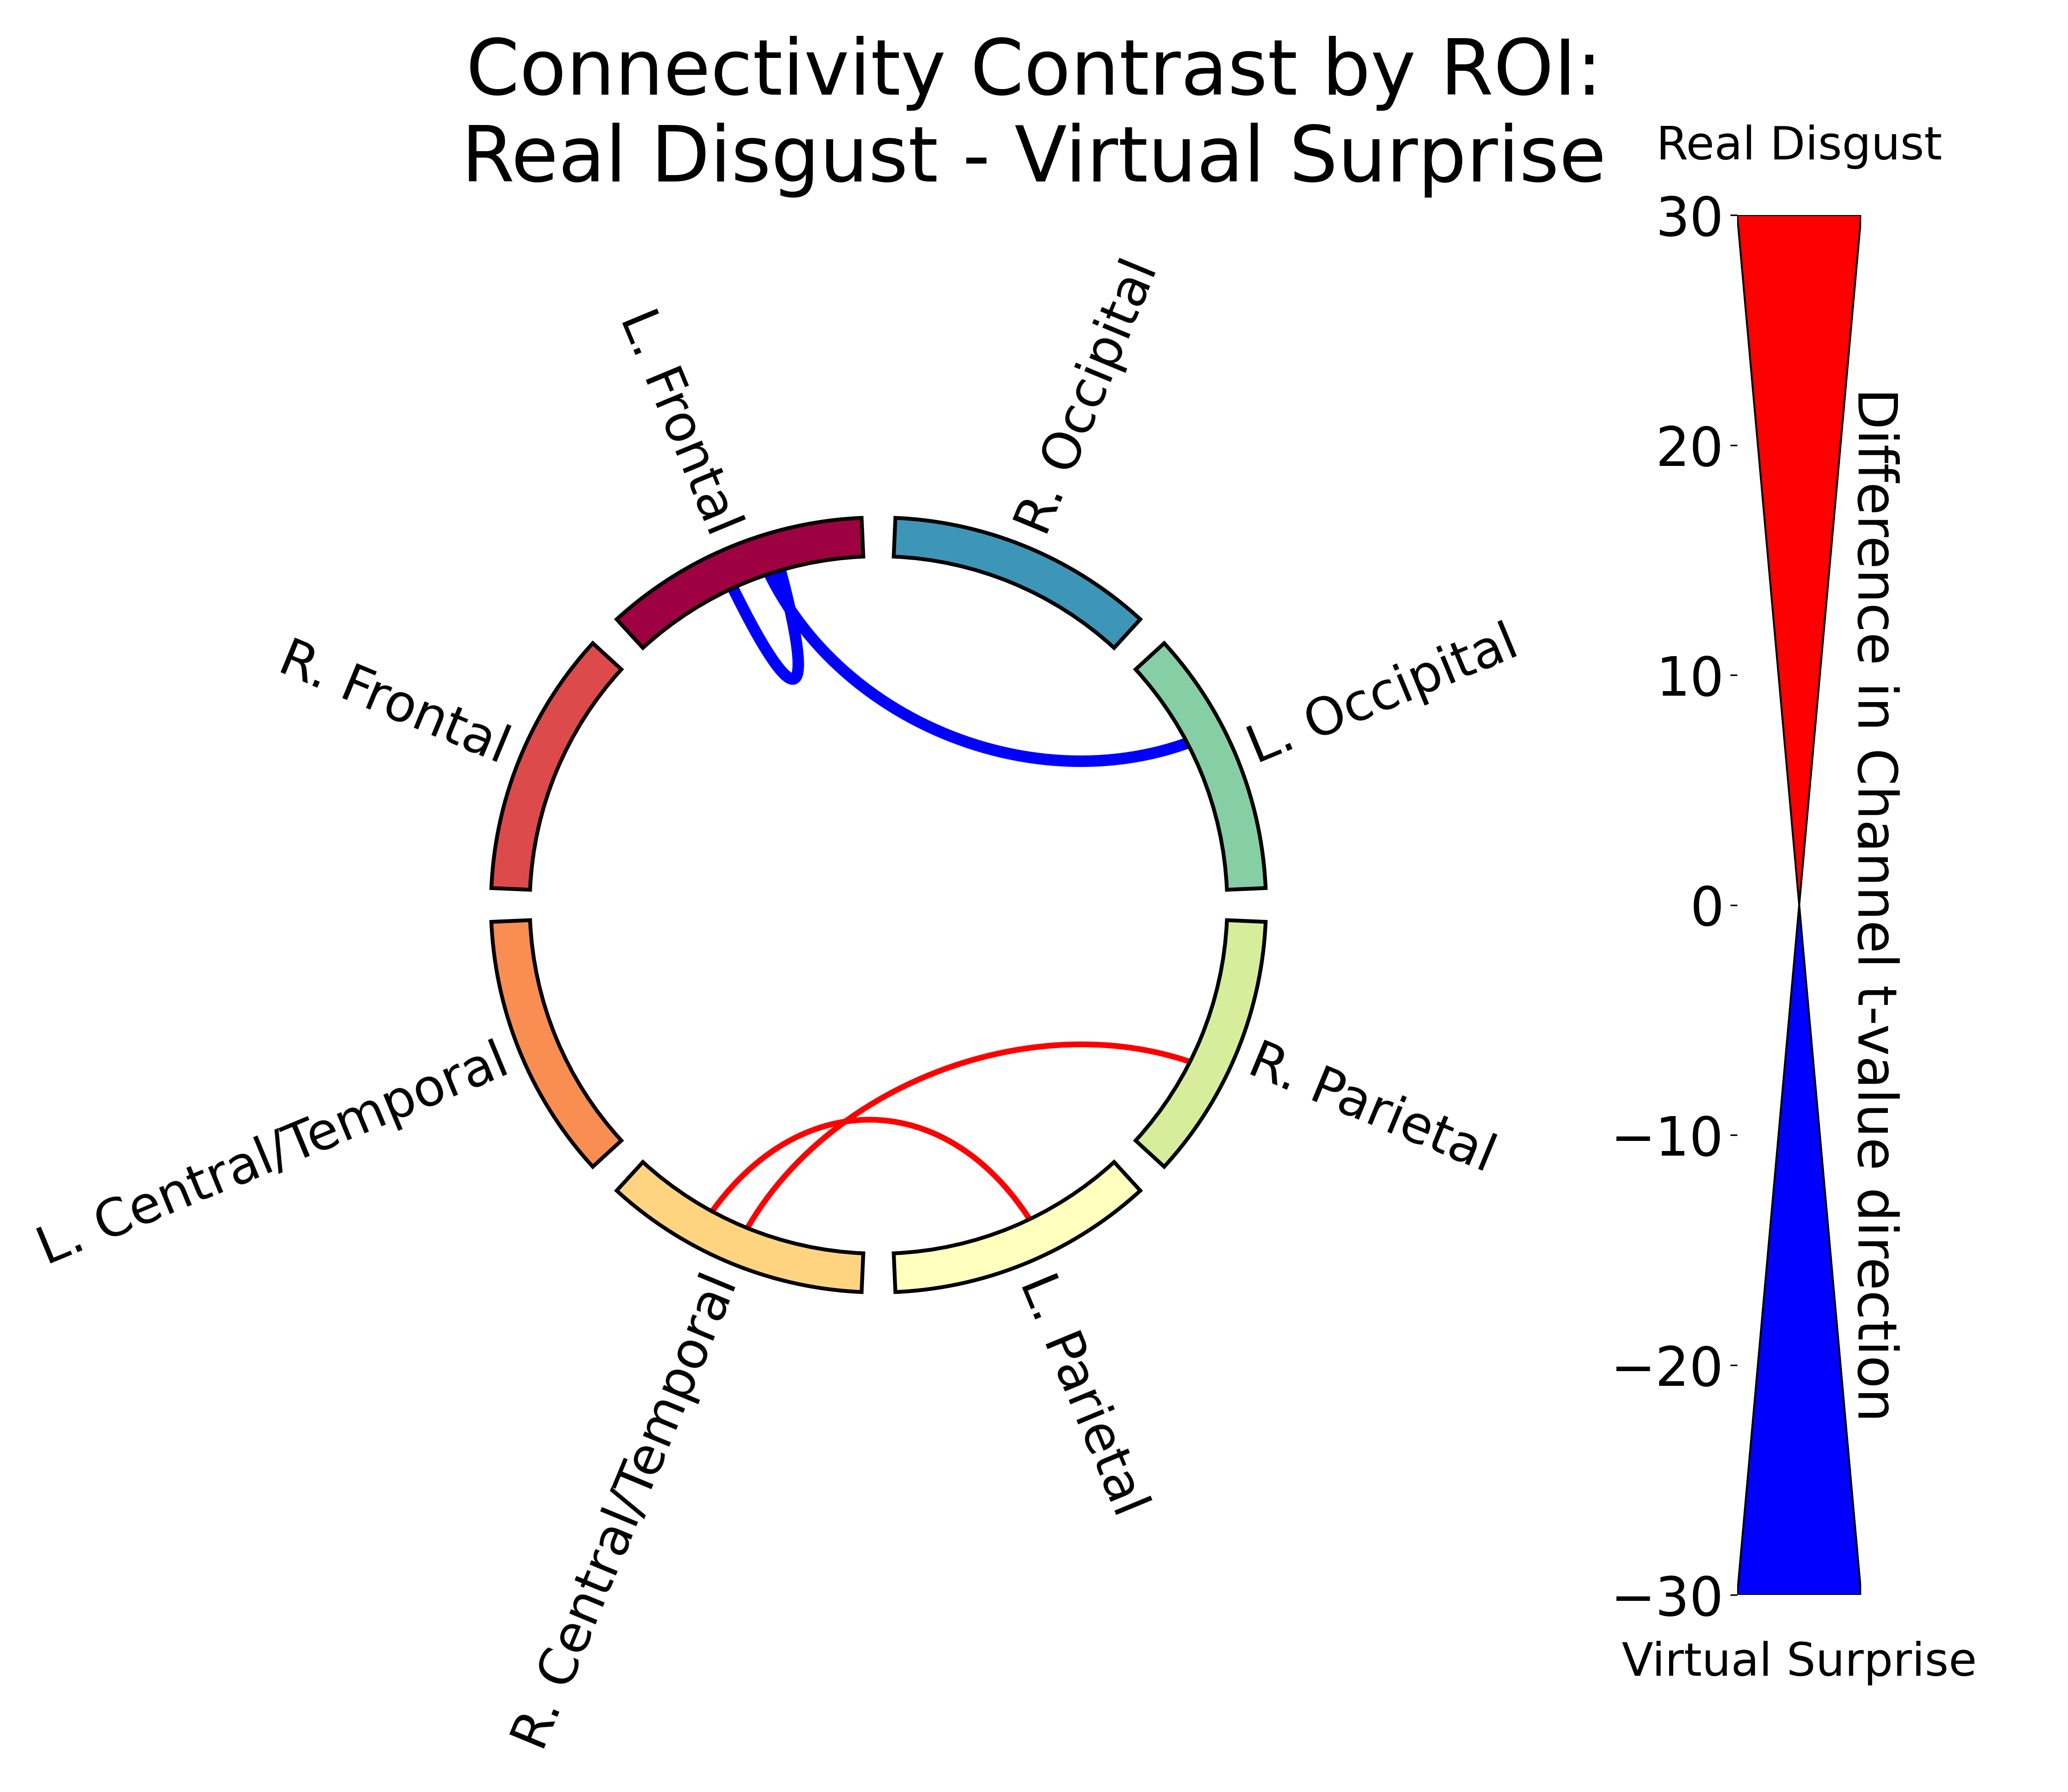 Connectivity Contrast by ROI:
Real Disgust - Virtual Surprise
L. Frontal
R. Occipital
R. Frontal
L. Occipital
L. Central/Temporal
R. Parietal
R. Central/Temporal
L. Parietal
Real Disgust
30
20
10
0
−10
−20
−30
Difference in Channel t-value direction
Virtual Surprise